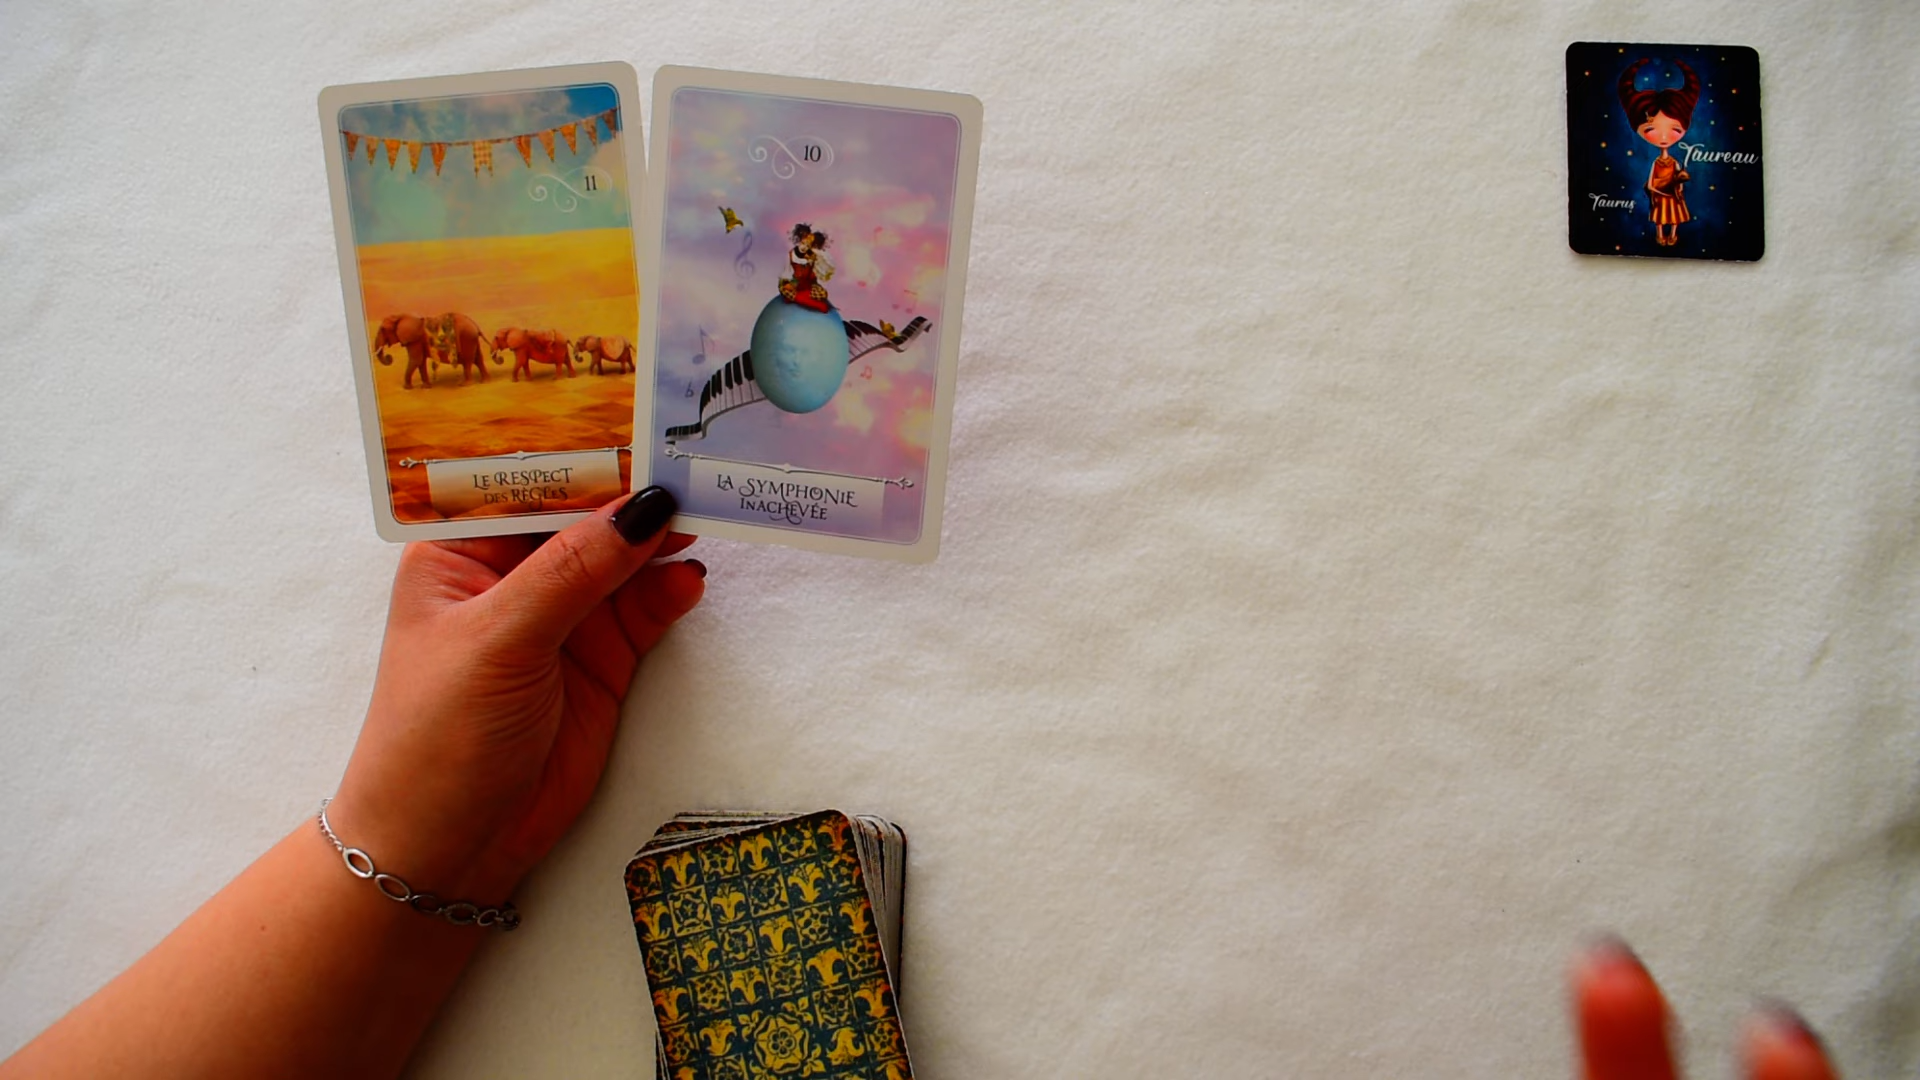 11
LE RESPECT
DES RÈGLES
10
LA SYMPHONIE
INACHEVÉE
Taureau
Taurus